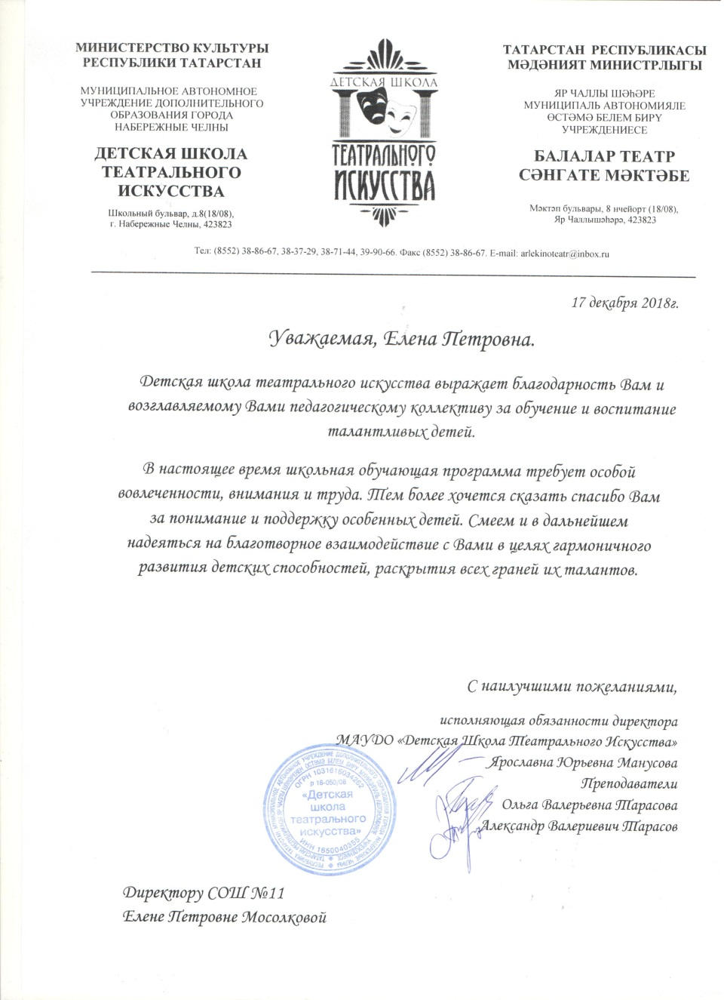 МИНИСТЕРСТВО КУЛЬТУРЫ
РЕСПУБЛИКИ ТАТАРСТАН
МУНИЦИПАЛЬНОЕ АВТОНОМНОЕ
УЧРЕЖДЕНИЕ ДОПОЛНИТЕЛЬНОГО
ОБРАЗОВАНИЯ ГОРОДА
НАБЕРЕЖНЫЕ ЧЕЛНЫ
ДЕТСКАЯ ШКОЛА
ТЕАТРАЛЬНОГО
ИСКУССТВА
Школьный бульвар, д.8(18/08),
г. Набережные Челны, 423823
ДЕТСКАЯ ШКОЛА
ТЕАТРАЛЬНОГО
ИСКУССТВА
ТАТАРСТАН РЕСПУБЛИКАСЫ
МӘДӘНИЯТ МИНИСТРЛЫГЫ
ЯР ЧАЛЛЫ ШӘҺӘРЕ
МУНИЦИПАЛЬ АВТОНОМИЯЛЕ
ӨСТӘМӘ БЕЛЕМ БИРҮ
УЧРЕЖДЕНИЕСЕ
БАЛАЛАР ТЕАТР
СӘНГАТЕ МӘКТӘБЕ
Мәктәп бульвары, 8 нчейорт (18/08),
Яр Чаллышәһәрә, 423823
Тел: (8552) 38-86-67, 38-37-29, 38-71-44, 39-90-66. Факс (8552) 38-86-67. E-mail: arlekinoteatr@inbox.ru
17 декабря 2018г.
Уважаемая, Елена Петровна.
Детская школа театрального искусства выражает благодарность Вам и
возглавляемому Вами педагогическому коллективу за обучение и воспитание
талантливых детей.
В настоящее время школьная обучающая программа требует особой
вовлеченности, внимания и труда. Тем более хочется сказать спасибо Вам
за понимание и поддержку особенных детей. Смеем и в дальнейшем
надеяться на благотворное взаимодействие с Вами в целях гармоничного
развития детских способностей, раскрытия всех граней их талантов.
С наилучшими пожеланиями,
исполняющая обязанности директора
МАУДО «Детская Школа Театрального Искусства»
Ярославна Юрьевна Манусова
Преподаватели
Ольга Валерьевна Тарасова
Александр Валериевич Тарасов
ОГРН 1031616034262
р 16-050/08
«Детская
школа
театрального
искусства»
ИНН 1650040355
Директору СОШ №11
Елене Петровне Мосолковой